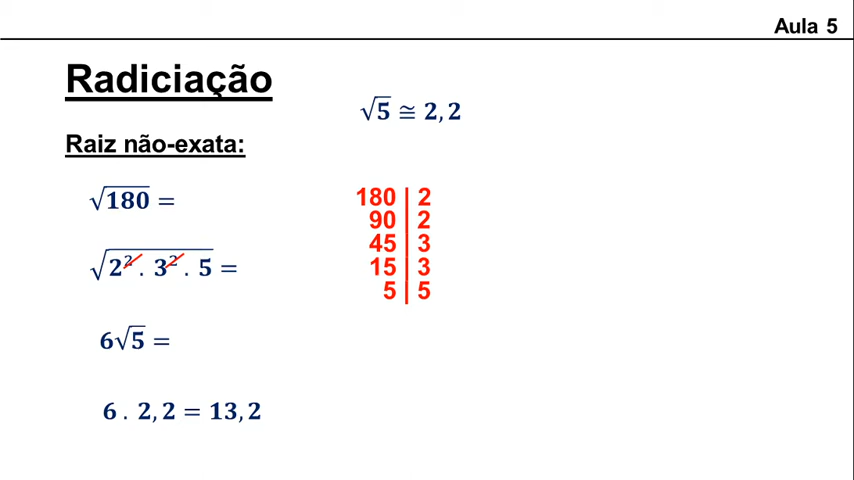 Aula 5
Radiciação
√5 ≅ 2,2
Raiz não-exata:
√180 =
180 | 2
90 | 2
45 | 3
15 | 3
5 | 5
√2² . 3² . 5 =
6√5 =
6 . 2,2 = 13,2